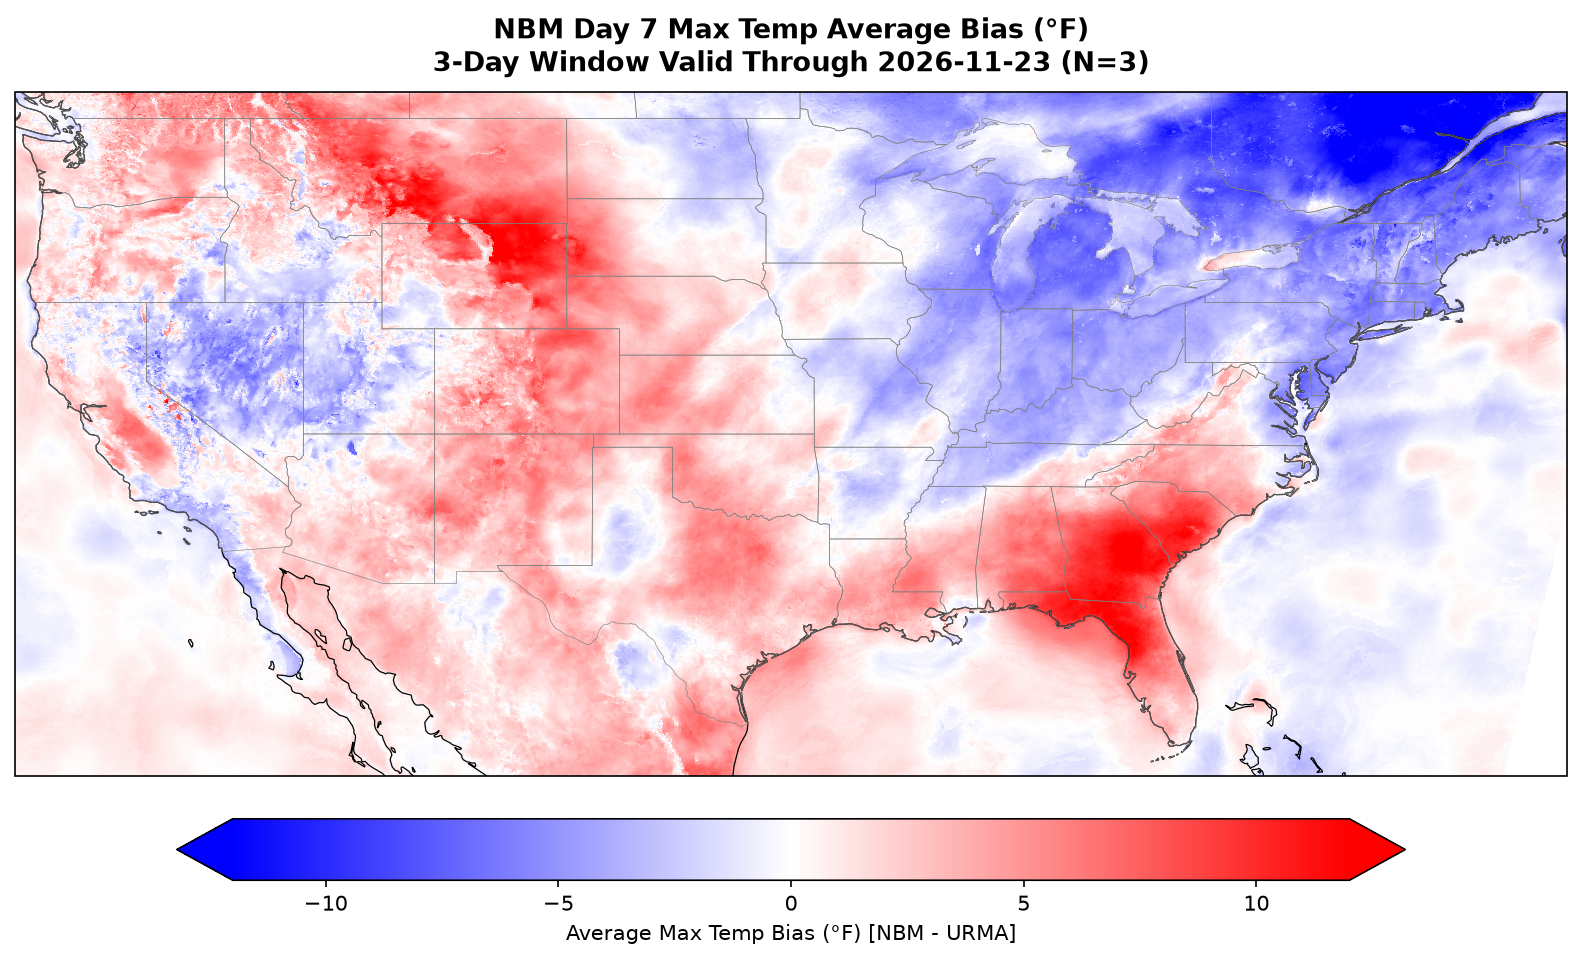 NBM Day 7 Max Temp Average Bias (°F)
3-Day Window Valid Through 2026-11-23 (N=3)
−10 −5 0 5 10
Average Max Temp Bias (°F) [NBM - URMA]